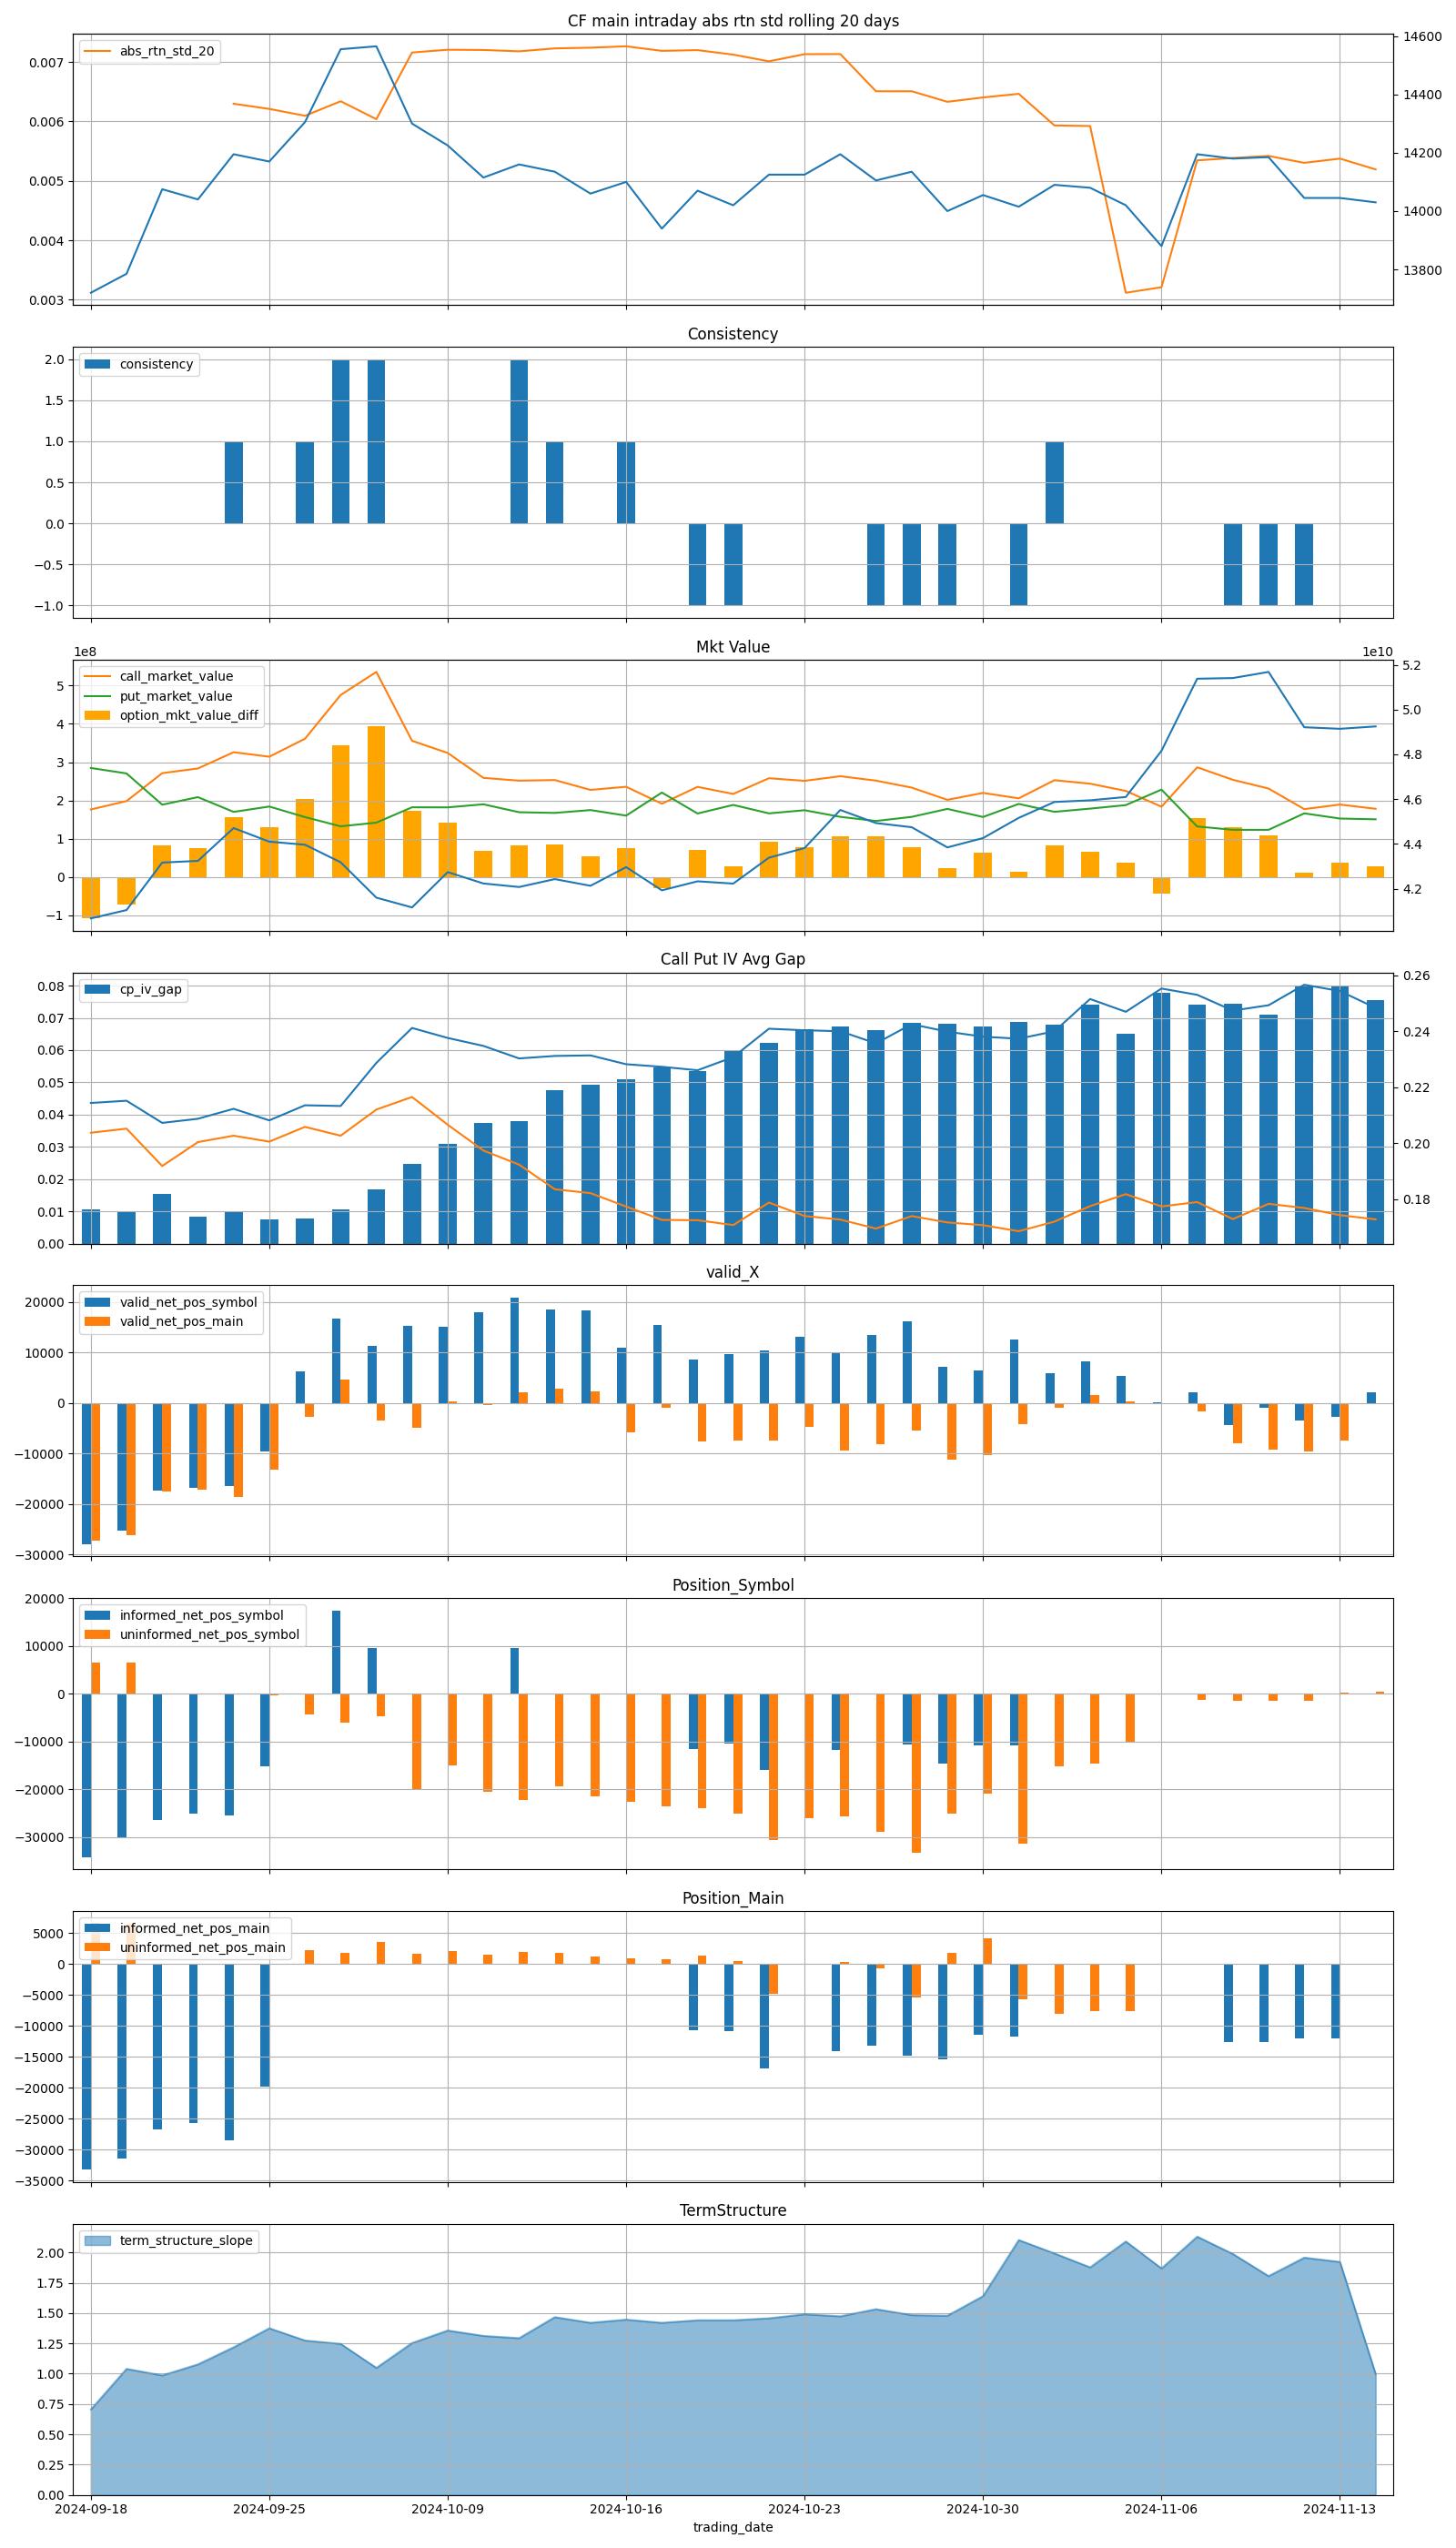 CF main intraday abs rtn std rolling 20 days
abs_rtn_std_20
0.007
0.006
0.005
0.004
0.003
14600
14400
14200
14000
13800
Consistency
consistency
2.0
1.5
1.0
0.5
0.0
−0.5
−1.0
Mkt Value
1e8
1e10
call_market_value
put_market_value
option_mkt_value_diff
5
4
3
2
1
0
−1
5.2
5.0
4.8
4.6
4.4
4.2
Call Put IV Avg Gap
cp_iv_gap
0.08
0.07
0.06
0.05
0.04
0.03
0.02
0.01
0.00
0.26
0.24
0.22
0.20
0.18
valid_X
valid_net_pos_symbol
valid_net_pos_main
20000
10000
0
−10000
−20000
−30000
Position_Symbol
informed_net_pos_symbol
uninformed_net_pos_symbol
20000
10000
0
−10000
−20000
−30000
Position_Main
informed_net_pos_main
uninformed_net_pos_main
5000
0
−5000
−10000
−15000
−20000
−25000
−30000
−35000
TermStructure
term_structure_slope
2.00
1.75
1.50
1.25
1.00
0.75
0.50
0.25
0.00
2024-09-18 2024-09-25 2024-10-09 2024-10-16 2024-10-23 2024-10-30 2024-11-06 2024-11-13
trading_date